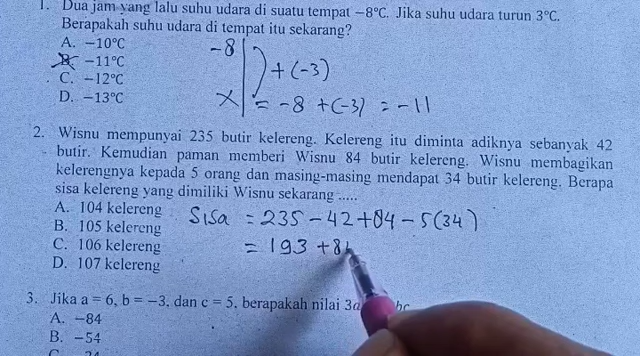 1. Dua jam yang lalu suhu udara di suatu tempat −8°C. Jika suhu udara turun 3°C.
Berapakah suhu udara di tempat itu sekarang?
A. −10°C
B. −11°C
C. −12°C
D. −13°C
-8
+(-3)
X = -8 + (-3) = -11
2. Wisnu mempunyai 235 butir kelereng. Kelereng itu diminta adiknya sebanyak 42
butir. Kemudian paman memberi Wisnu 84 butir kelereng. Wisnu membagikan
kelerengnya kepada 5 orang dan masing-masing mendapat 34 butir kelereng. Berapa
sisa kelereng yang dimiliki Wisnu sekarang .....
A. 104 kelereng
B. 105 kelereng
C. 106 kelereng
D. 107 kelereng
Sisa = 235 - 42 + 84 - 5(34)
= 193 + 8
3. Jika a = 6, b = −3, dan c = 5, berapakah nilai 3a bc
A. −84
B. −54